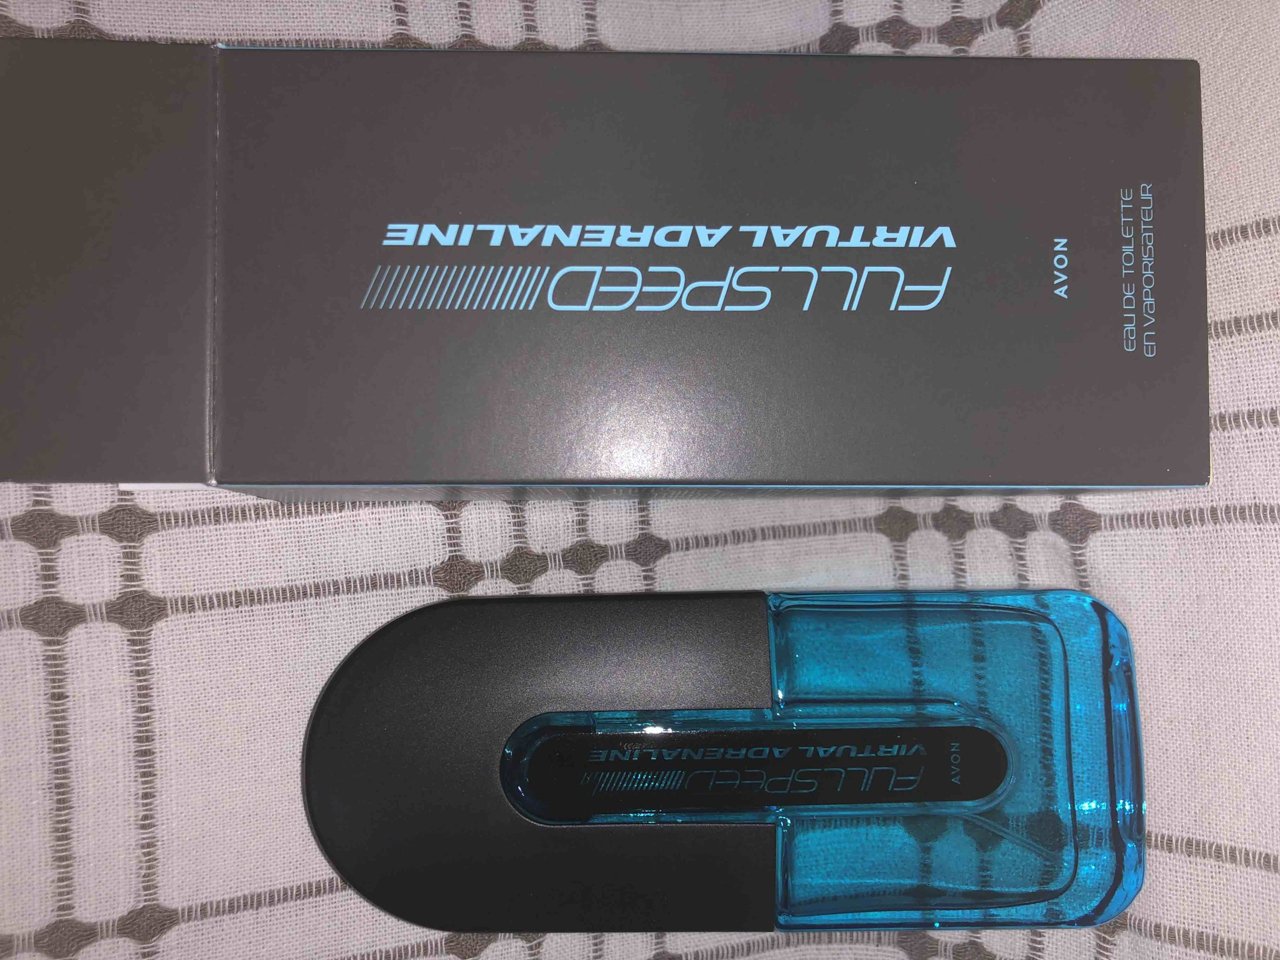 FULLSPEED
VIRTUAL ADRENALINE
AVON
EAU DE TOILETTE
EN VAPORISATEUR
FULLSPEED
VIRTUAL ADRENALINE
AVON